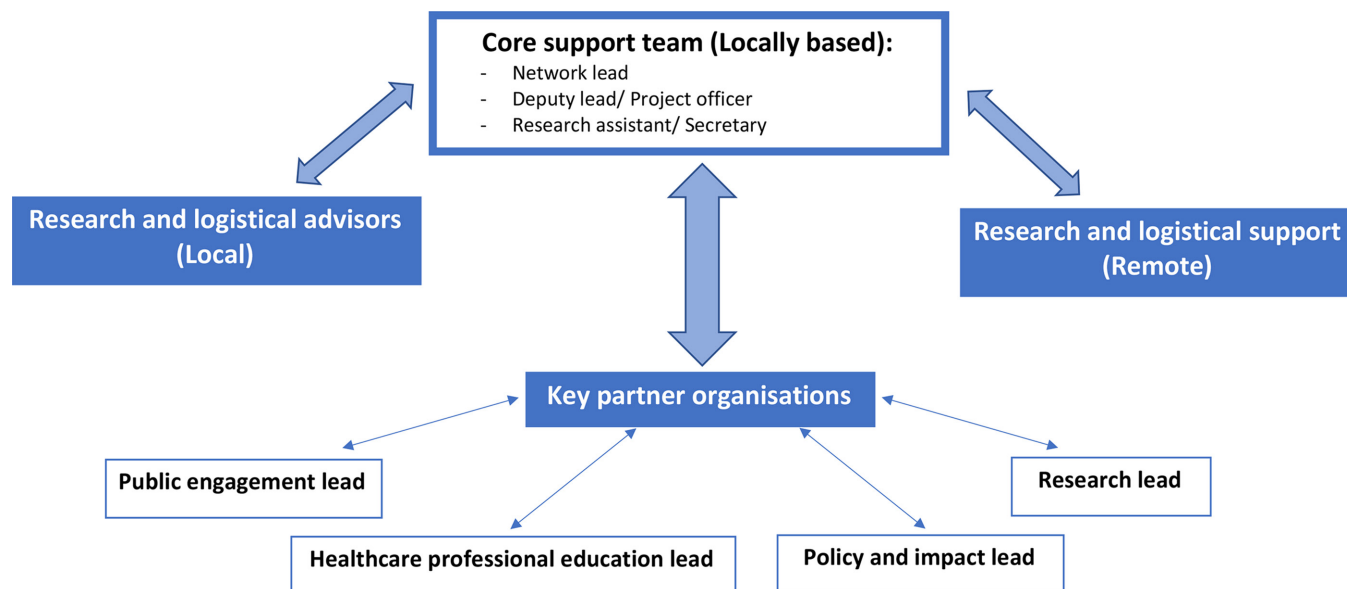 Core support team (Locally based):
- Network lead
- Deputy lead/ Project officer
- Research assistant/ Secretary
Research and logistical advisors
(Local)
Research and logistical support
(Remote)
Key partner organisations
Public engagement lead
Research lead
Healthcare professional education lead
Policy and impact lead